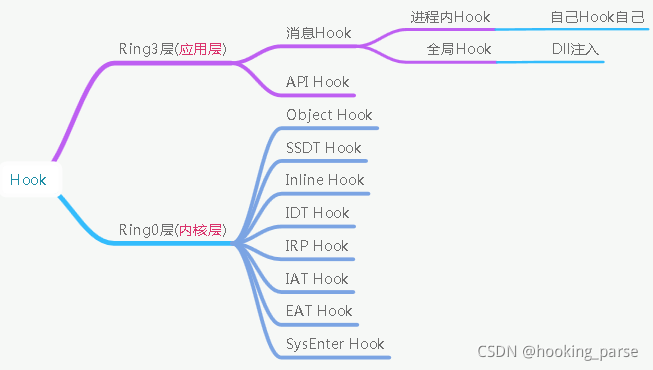 Hook
Ring3层(应用层)
消息Hook
进程内Hook
自己Hook自己
全局Hook
Dll注入
API Hook
Ring0层(内核层)
Object Hook
SSDT Hook
Inline Hook
IDT Hook
IRP Hook
IAT Hook
EAT Hook
SysEnter Hook
CSDN @hooking_parse